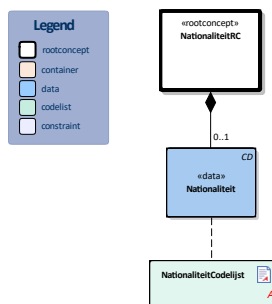 Legend
rootconcept
container
data
codelist
constraint
«rootconcept»
NationaliteitRC
0..1
CD
«data»
Nationaliteit
NationaliteitCodelijst